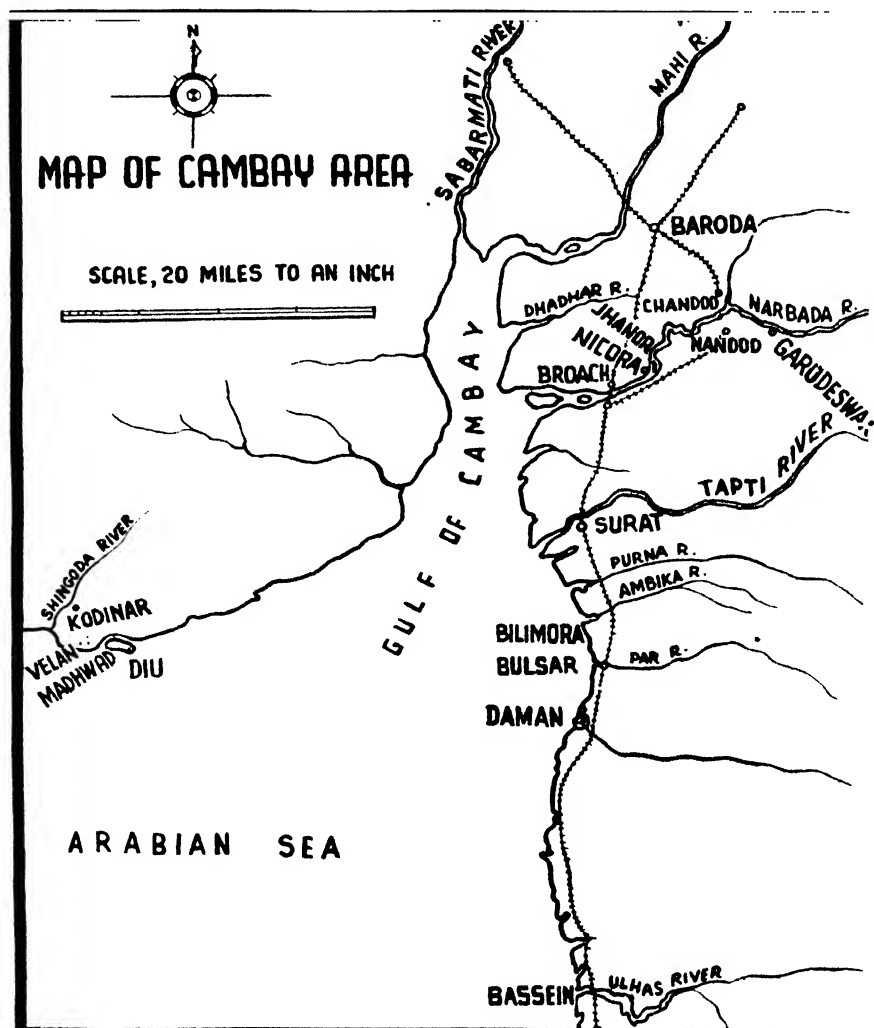 N
MAP OF CAMBAY AREA
SCALE, 20 MILES TO AN INCH
SABARMATI RIVER
MAHI R.
BARODA
DHADHAR R.
CHANDOD
NARBADA R.
JHANOR
NICORA
NANDOD
GARUDESWA
BROACH
GULF OF CAMBAY
TAPTI RIVER
SURAT
PURNA R.
AMBIKA R.
SHINGODA RIVER
KODINAR
VELAN
MADHWAD
DIU
BILIMORA
BULSAR
PAR R.
DAMAN
ARABIAN SEA
BASSEIN
ULHAS RIVER